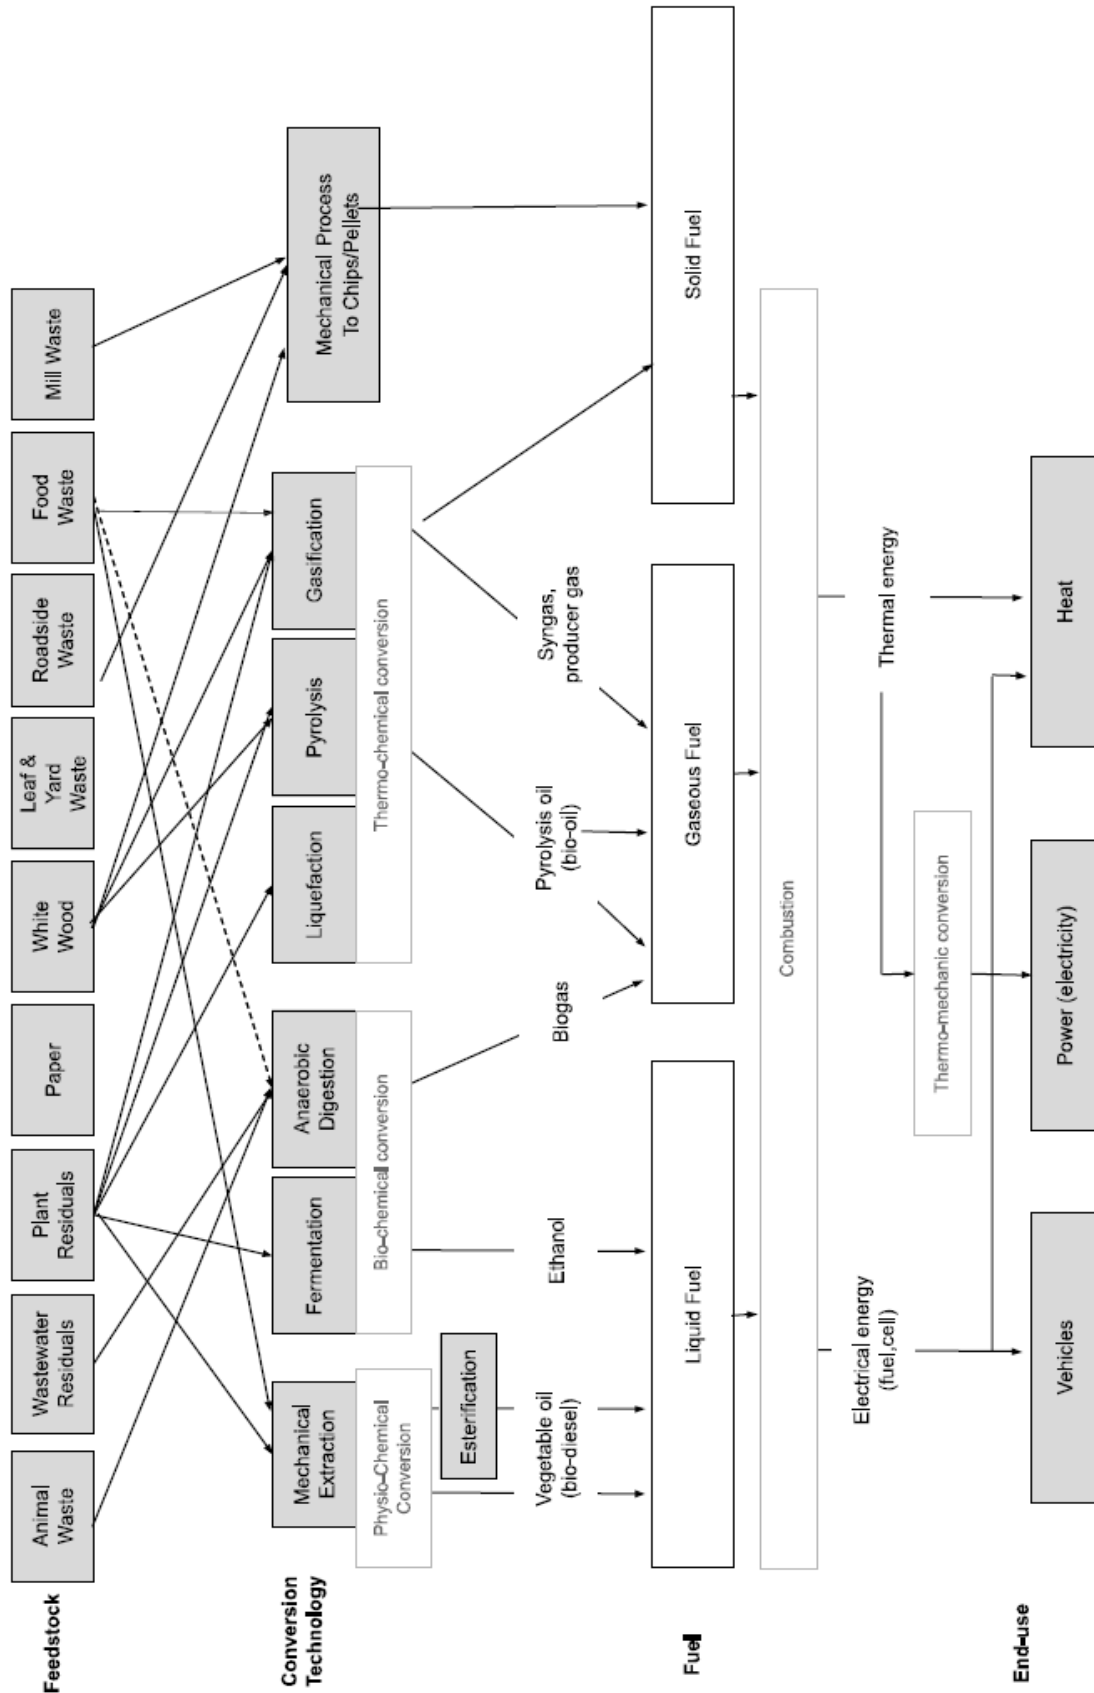 Feedstock
Animal
Waste
Wastewater
Residuals
Plant
Residuals
Paper
White
Wood
Leaf &
Yard
Waste
Roadside
Waste
Food
Waste
Mill Waste
Conversion
Technology
Mechanical
Extraction
Fermentation
Anaerobic
Digestion
Liquefaction
Pyrolysis
Gasification
Mechanical Process
To Chips/Pellets
Physio-Chemical
Conversion
Bio-chemical conversion
Thermo-chemical conversion
Esterification
Vegetable oil
(bio-diesel)
Ethanol
Biogas
Pyrolysis oil
(bio-oil)
Syngas,
producer gas
Fuel
Liquid Fuel
Gaseous Fuel
Solid Fuel
Combustion
Electrical energy
(fuel,cell)
Thermal energy
Thermo-mechanic conversion
End-use
Vehicles
Power (electricity)
Heat